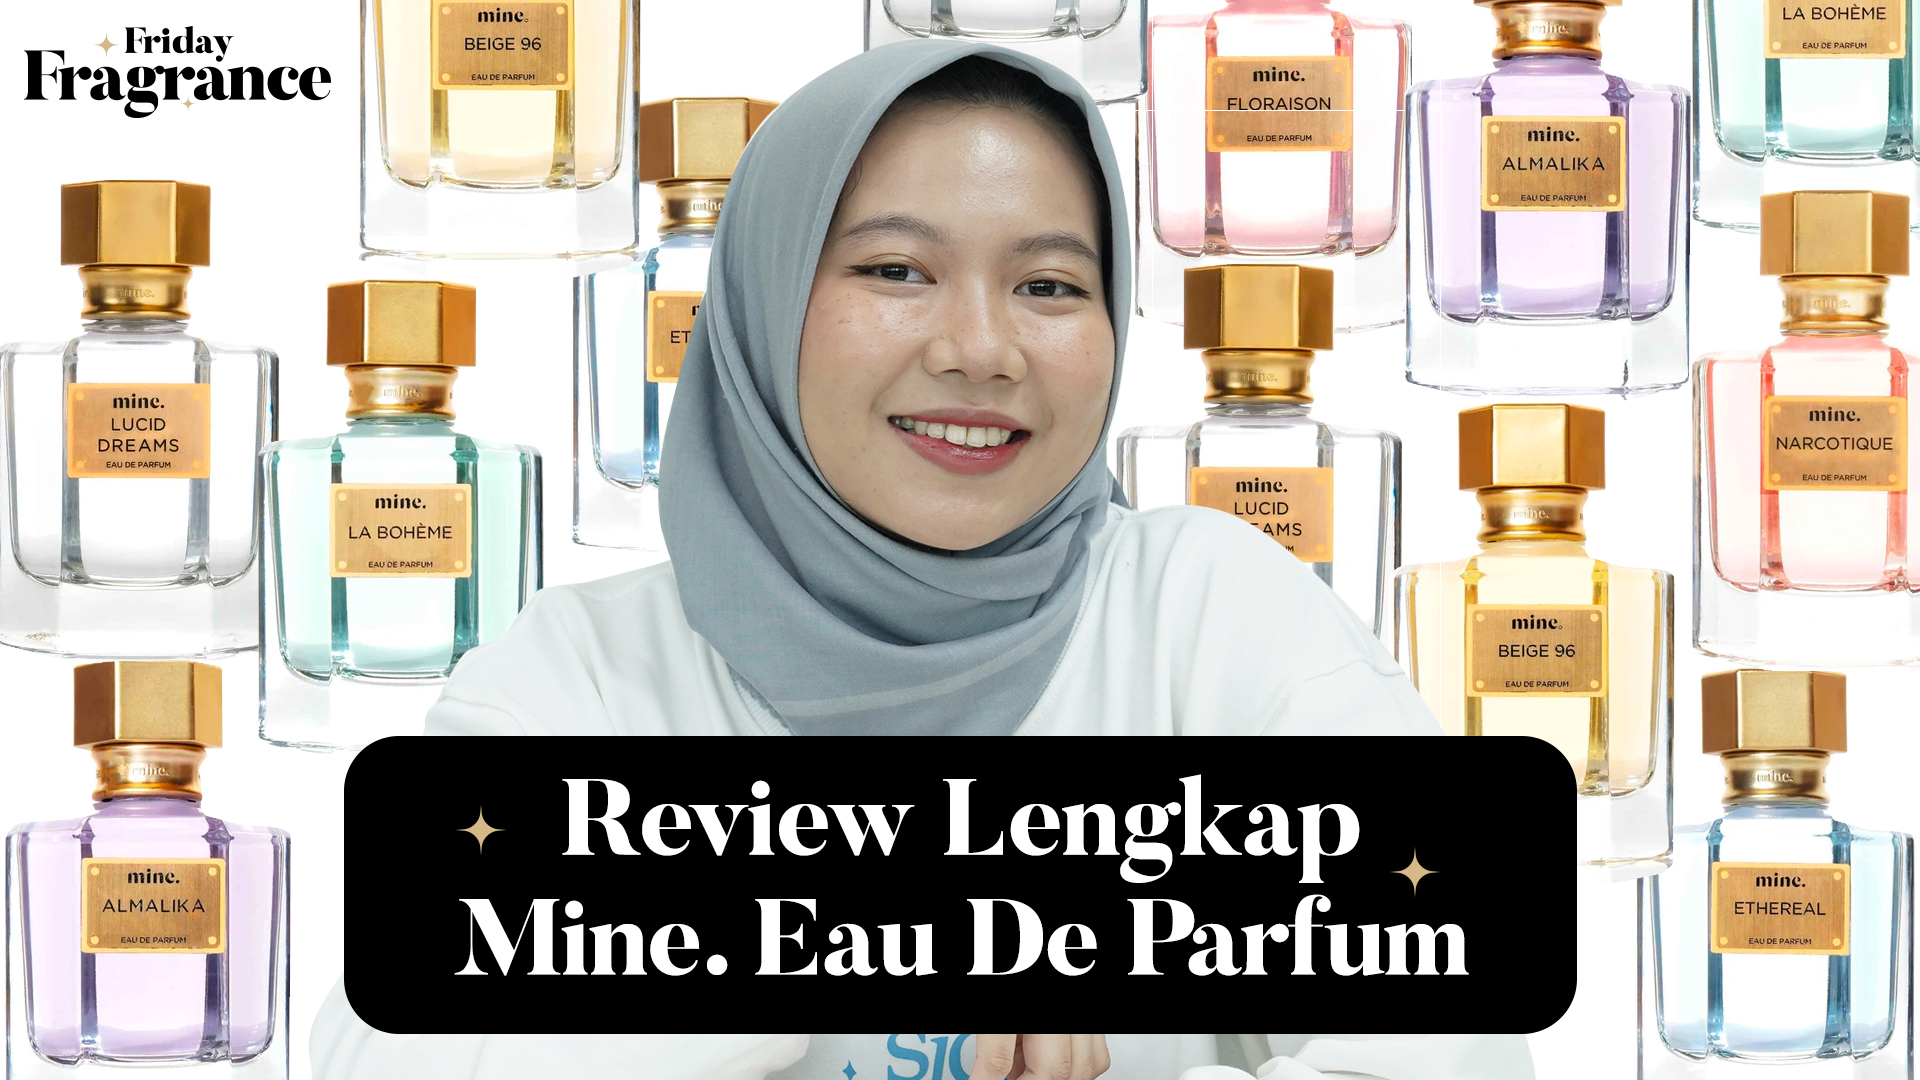 Friday
Fragrance
mine.
BEIGE 96
EAU DE PARFUM
mine.
FLORAISON
EAU DE PARFUM
mine.
ALMALIKA
EAU DE PARFUM
LA BOHÈME
EAU DE PARFUM
mine.
LUCID
DREAMS
EAU DE PARFUM
mine.
LA BOHÈME
EAU DE PARFUM
mine.
LUCID
mine.
BEIGE 96
EAU DE PARFUM
mine.
NARCOTIQUE
EAU DE PARFUM
mine.
ALMALIKA
EAU DE PARFUM
mine.
ETHEREAL
EAU DE PARFUM
Review Lengkap
Mine. Eau De Parfum